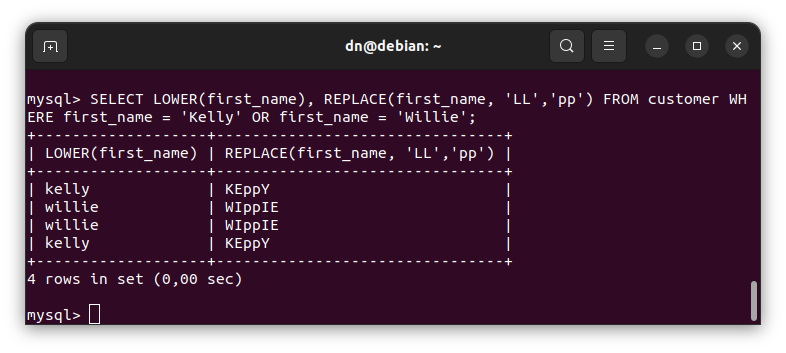 dn@debian: ~
mysql> SELECT LOWER(first_name), REPLACE(first_name, 'LL','pp') FROM customer WH
ERE first_name = 'Kelly' OR first_name = 'Willie';
+-------------------+--------------------------------+
| LOWER(first_name) | REPLACE(first_name, 'LL','pp') |
+-------------------+--------------------------------+
| kelly             | KEppY                          |
| willie            | WIppIE                         |
| willie            | WIppIE                         |
| kelly             | KEppY                          |
+-------------------+--------------------------------+
4 rows in set (0,00 sec)
mysql>